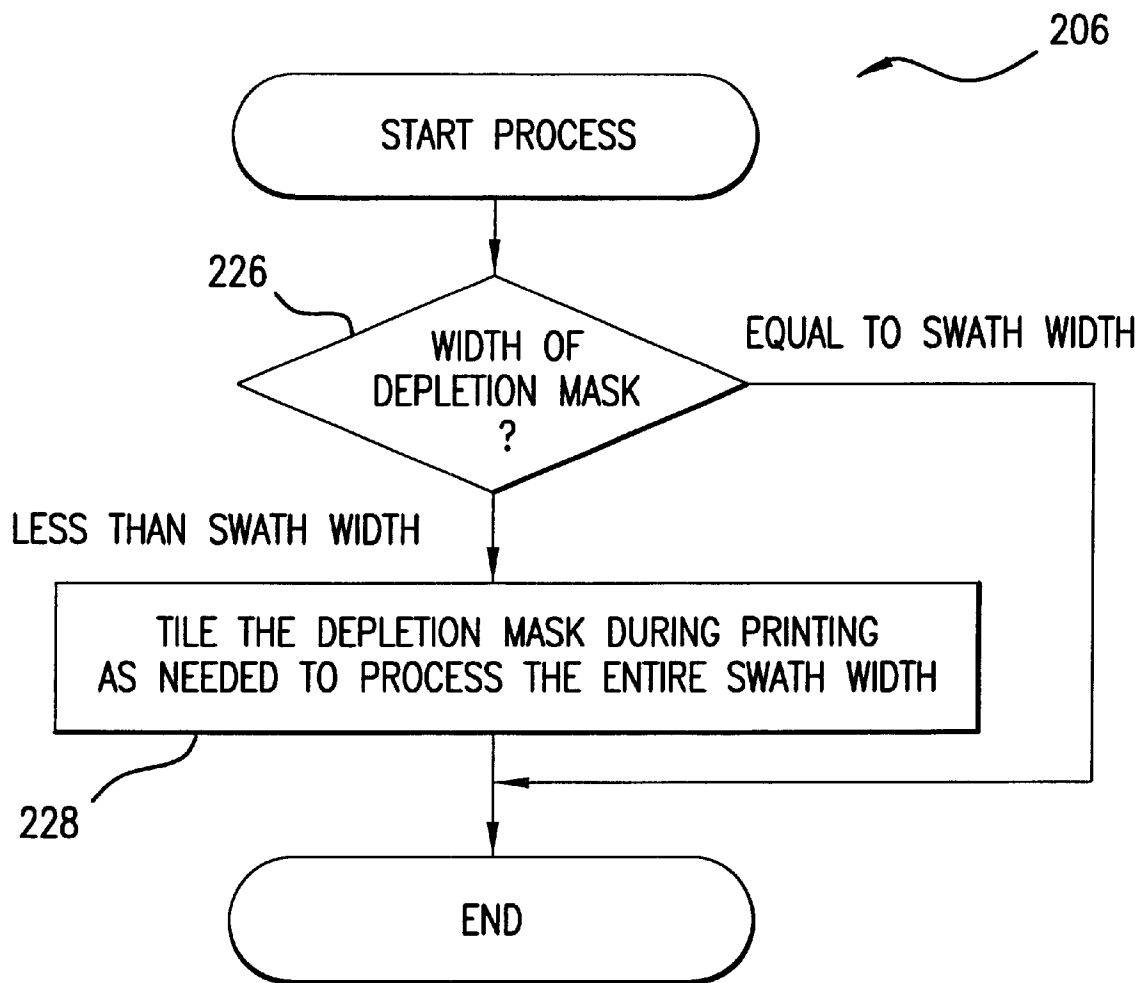 206
START PROCESS
226
WIDTH OF
DEPLETION MASK
?
EQUAL TO SWATH WIDTH
LESS THAN SWATH WIDTH
TILE THE DEPLETION MASK DURING PRINTING
AS NEEDED TO PROCESS THE ENTIRE SWATH WIDTH
228
END